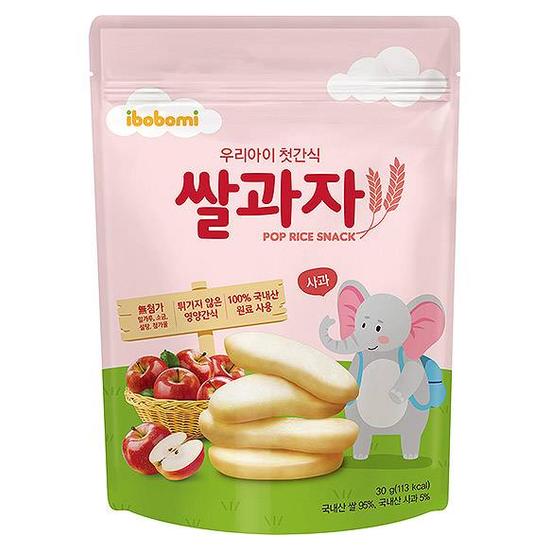 ibobomi
우리아이 첫간식
쌀과자
POP RICE SNACK
사과
無첨가
밀가루, 소금,
설탕, 첨가물
튀기지 않은
영양간식
100% 국내산
원료 사용
30 g(113 kcal)
국내산 쌀 95%, 국내산 사과 5%